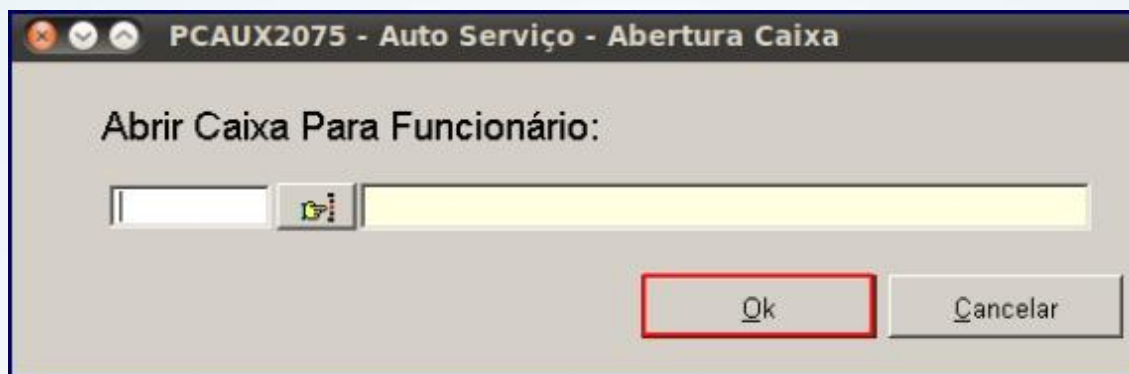 PCAUX2075 - Auto Serviço - Abertura Caixa
Abrir Caixa Para Funcionário:
Ok Cancelar